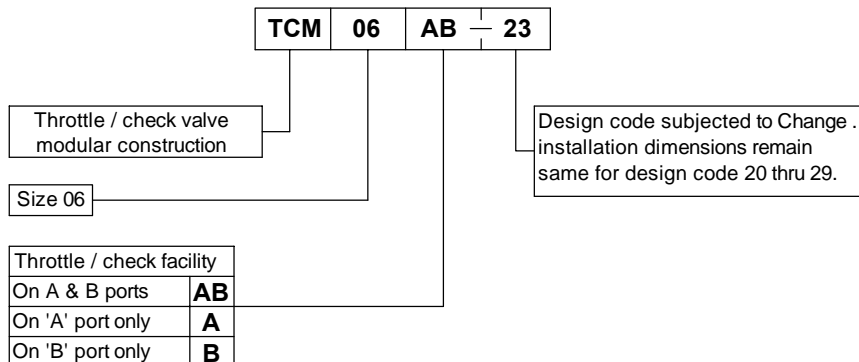 TCM 06 AB — 23
Throttle / check valve
modular construction
Design code subjected to Change .
installation dimensions remain
same for design code 20 thru 29.
Size 06
Throttle / check facility
On A & B ports AB
On 'A' port only A
On 'B' port only B